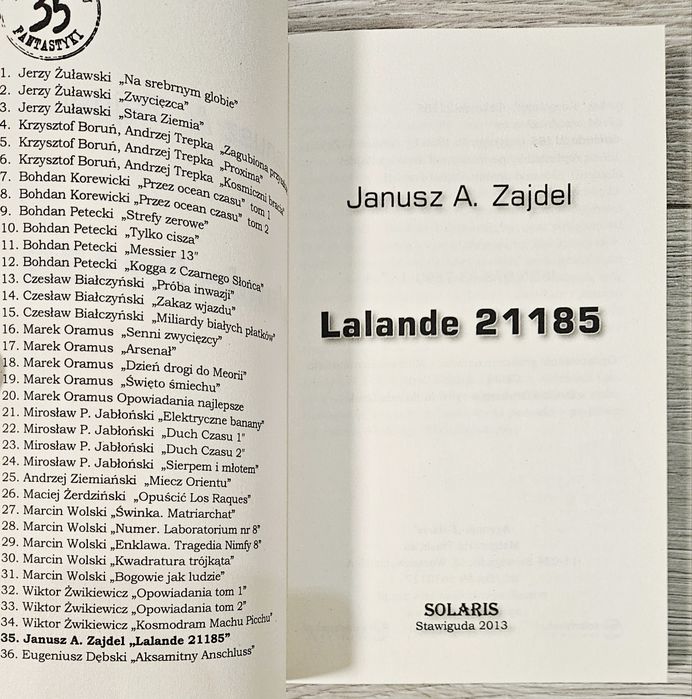 35
FANTASTYKI
1. Jerzy Żuławski „Na srebrnym globie”
2. Jerzy Żuławski „Zwycięzca”
3. Jerzy Żuławski „Stara Ziemia”
4. Krzysztof Boruń, Andrzej Trepka „Zagubiona
5. Krzysztof Boruń, Andrzej Trepka „Proxima”
6. Krzysztof Boruń, Andrzej Trepka „Kosmiczni bracia”
7. Bohdan Korewicki „Przez ocean czasu” tom 1
8. Bohdan Korewicki „Przez ocean czasu” tom 2
9. Bohdan Petecki „Strefy zerowe”
10. Bohdan Petecki „Tylko cisza”
11. Bohdan Petecki „Messier 13”
12. Bohdan Petecki „Kogga z Czarnego Słońca”
13. Czesław Białczyński „Próba inwazji”
14. Czesław Białczyński „Zakaz wjazdu”
15. Czesław Białczyński „Miliardy białych płatków”
16. Marek Oramus „Senni zwycięzcy”
17. Marek Oramus „Arsenał”
18. Marek Oramus „Dzień drogi do Meorii”
19. Marek Oramus „Święto śmiechu”
20. Marek Oramus Opowiadania najlepsze
21. Mirosław P. Jabłoński „Elektryczne banany”
22. Mirosław P. Jabłoński „Duch Czasu 1”
23. Mirosław P. Jabłoński „Duch Czasu 2”
24. Mirosław P. Jabłoński „Sierpem i młotem”
25. Andrzej Ziemiański „Miecz Orientu”
26. Maciej Żerdziński „Opuścić Los Raques”
27. Marcin Wolski „Świnka. Matriarchat”
28. Marcin Wolski „Numer. Laboratorium nr 8”
29. Marcin Wolski „Enklawa. Tragedia Nimfy 8”
30. Marcin Wolski „Kwadratura trójkąta”
31. Marcin Wolski „Bogowie jak ludzie”
32. Wiktor Żwikiewicz „Opowiadania tom 1”
33. Wiktor Żwikiewicz „Opowiadania tom 2”
34. Wiktor Żwikiewicz „Kosmodram Machu Picchu”
35. Janusz A. Zajdel „Lalande 21185”
36. Eugeniusz Dębski „Aksamitny Anschluss”
Janusz A. Zajdel
Lalande 21185
SOLARIS
Stawiguda 2013